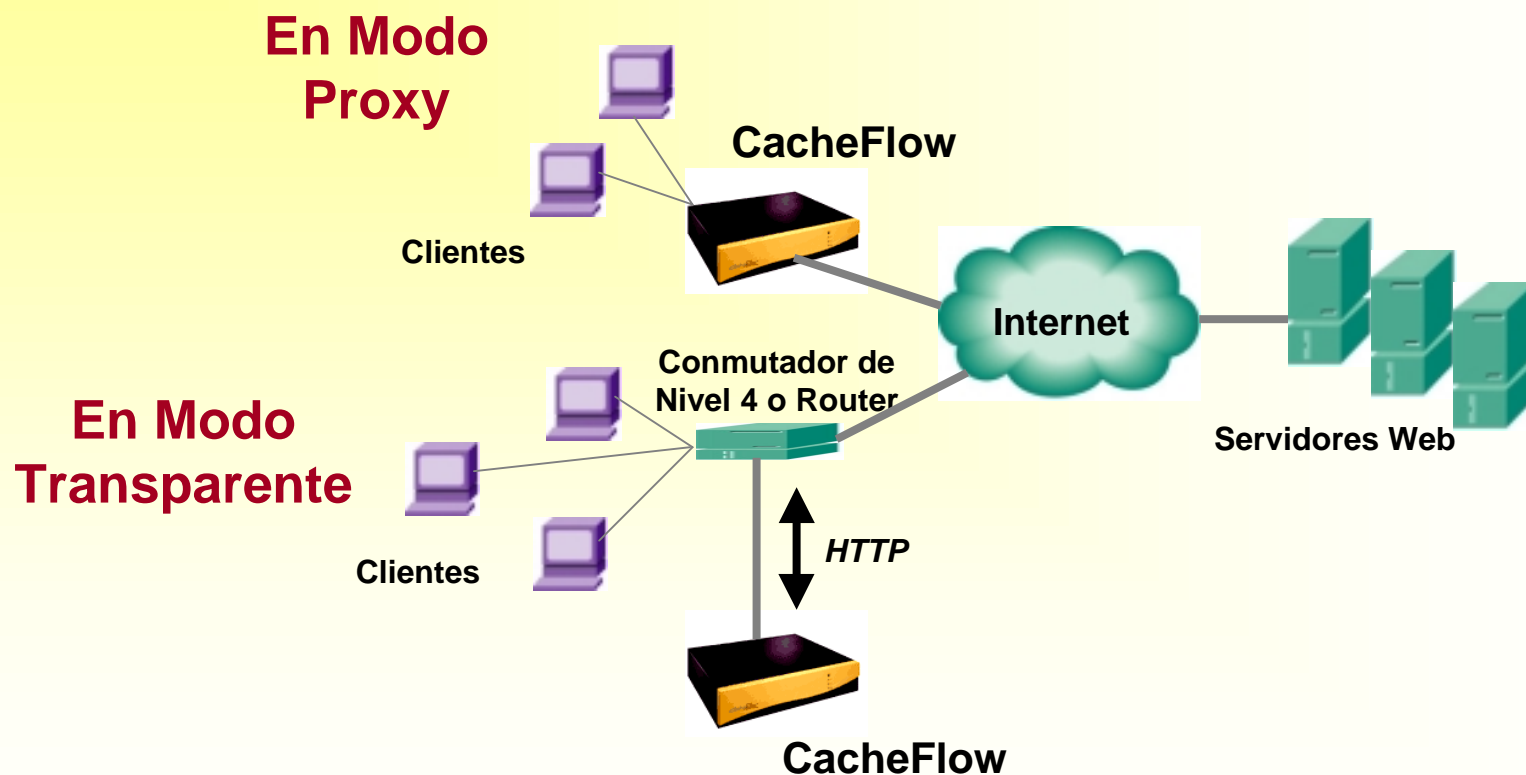 En Modo
Proxy
CacheFlow
Clientes
Internet
Conmutador de
Nivel 4 o Router
Servidores Web
En Modo
Transparente
HTTP
Clientes
CacheFlow